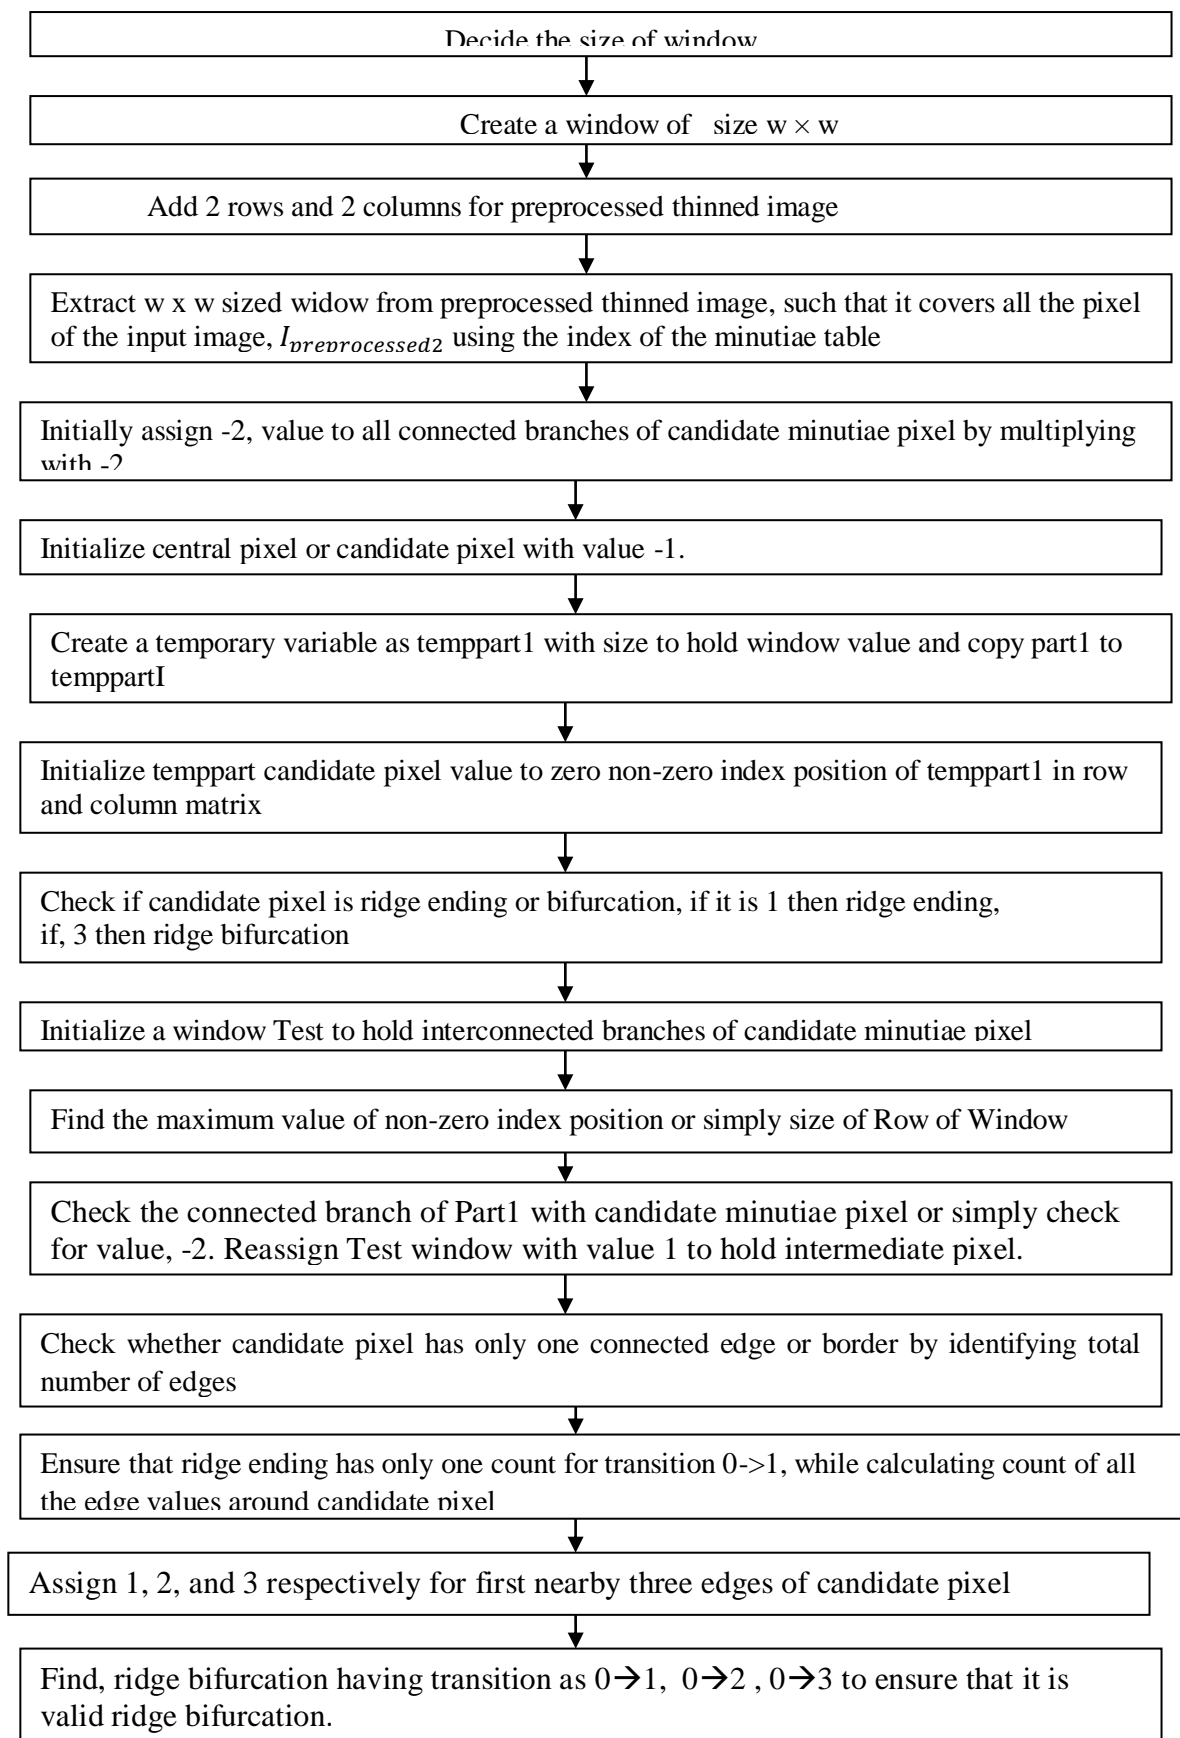 Decide the size of window
Create a window of size w × w
Add 2 rows and 2 columns for preprocessed thinned image
Extract w x w sized widow from preprocessed thinned image, such that it covers all the pixel
of the input image, I_preprocessed2 using the index of the minutiae table
Initially assign -2, value to all connected branches of candidate minutiae pixel by multiplying
with -2
Initialize central pixel or candidate pixel with value -1.
Create a temporary variable as temppart1 with size to hold window value and copy part1 to
temppartI
Initialize temppart candidate pixel value to zero non-zero index position of temppart1 in row
and column matrix
Check if candidate pixel is ridge ending or bifurcation, if it is 1 then ridge ending,
if, 3 then ridge bifurcation
Initialize a window Test to hold interconnected branches of candidate minutiae pixel
Find the maximum value of non-zero index position or simply size of Row of Window
Check the connected branch of Part1 with candidate minutiae pixel or simply check
for value, -2. Reassign Test window with value 1 to hold intermediate pixel.
Check whether candidate pixel has only one connected edge or border by identifying total
number of edges
Ensure that ridge ending has only one count for transition 0->1, while calculating count of all
the edge values around candidate pixel
Assign 1, 2, and 3 respectively for first nearby three edges of candidate pixel
Find, ridge bifurcation having transition as 0→1, 0→2 , 0→3 to ensure that it is
valid ridge bifurcation.